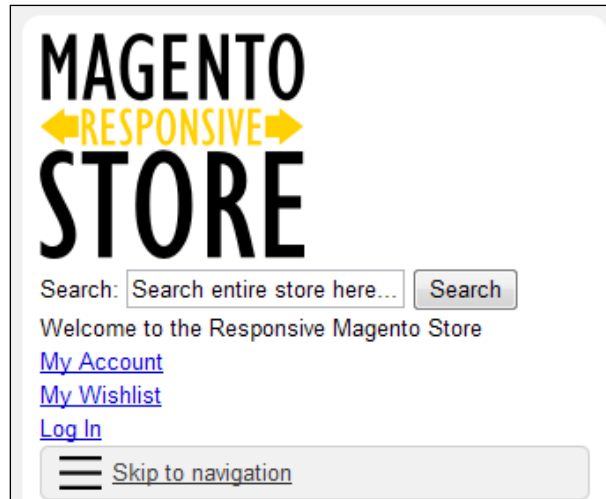 MAGENTO
RESPONSIVE
STORE
Search: Search entire store here... Search
Welcome to the Responsive Magento Store
My Account
My Wishlist
Log In
Skip to navigation